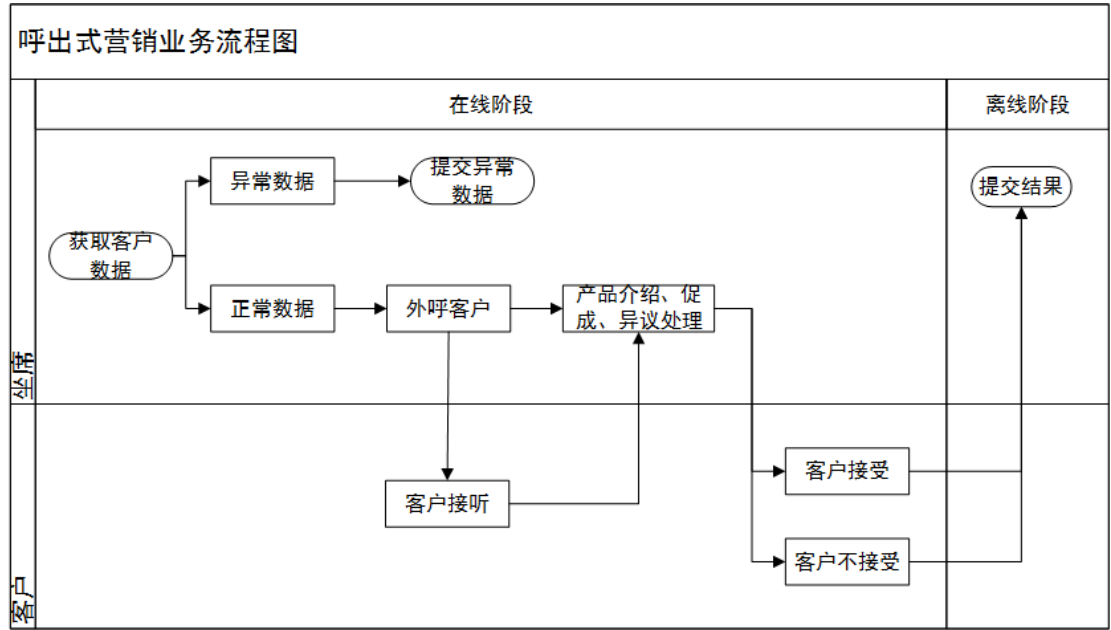 呼出式营销业务流程图
在线阶段
离线阶段
坐席
异常数据
提交异常
数据
提交结果
获取客户
数据
正常数据
外呼客户
产品介绍、促
成、异议处理
客户
客户接听
客户接受
客户不接受